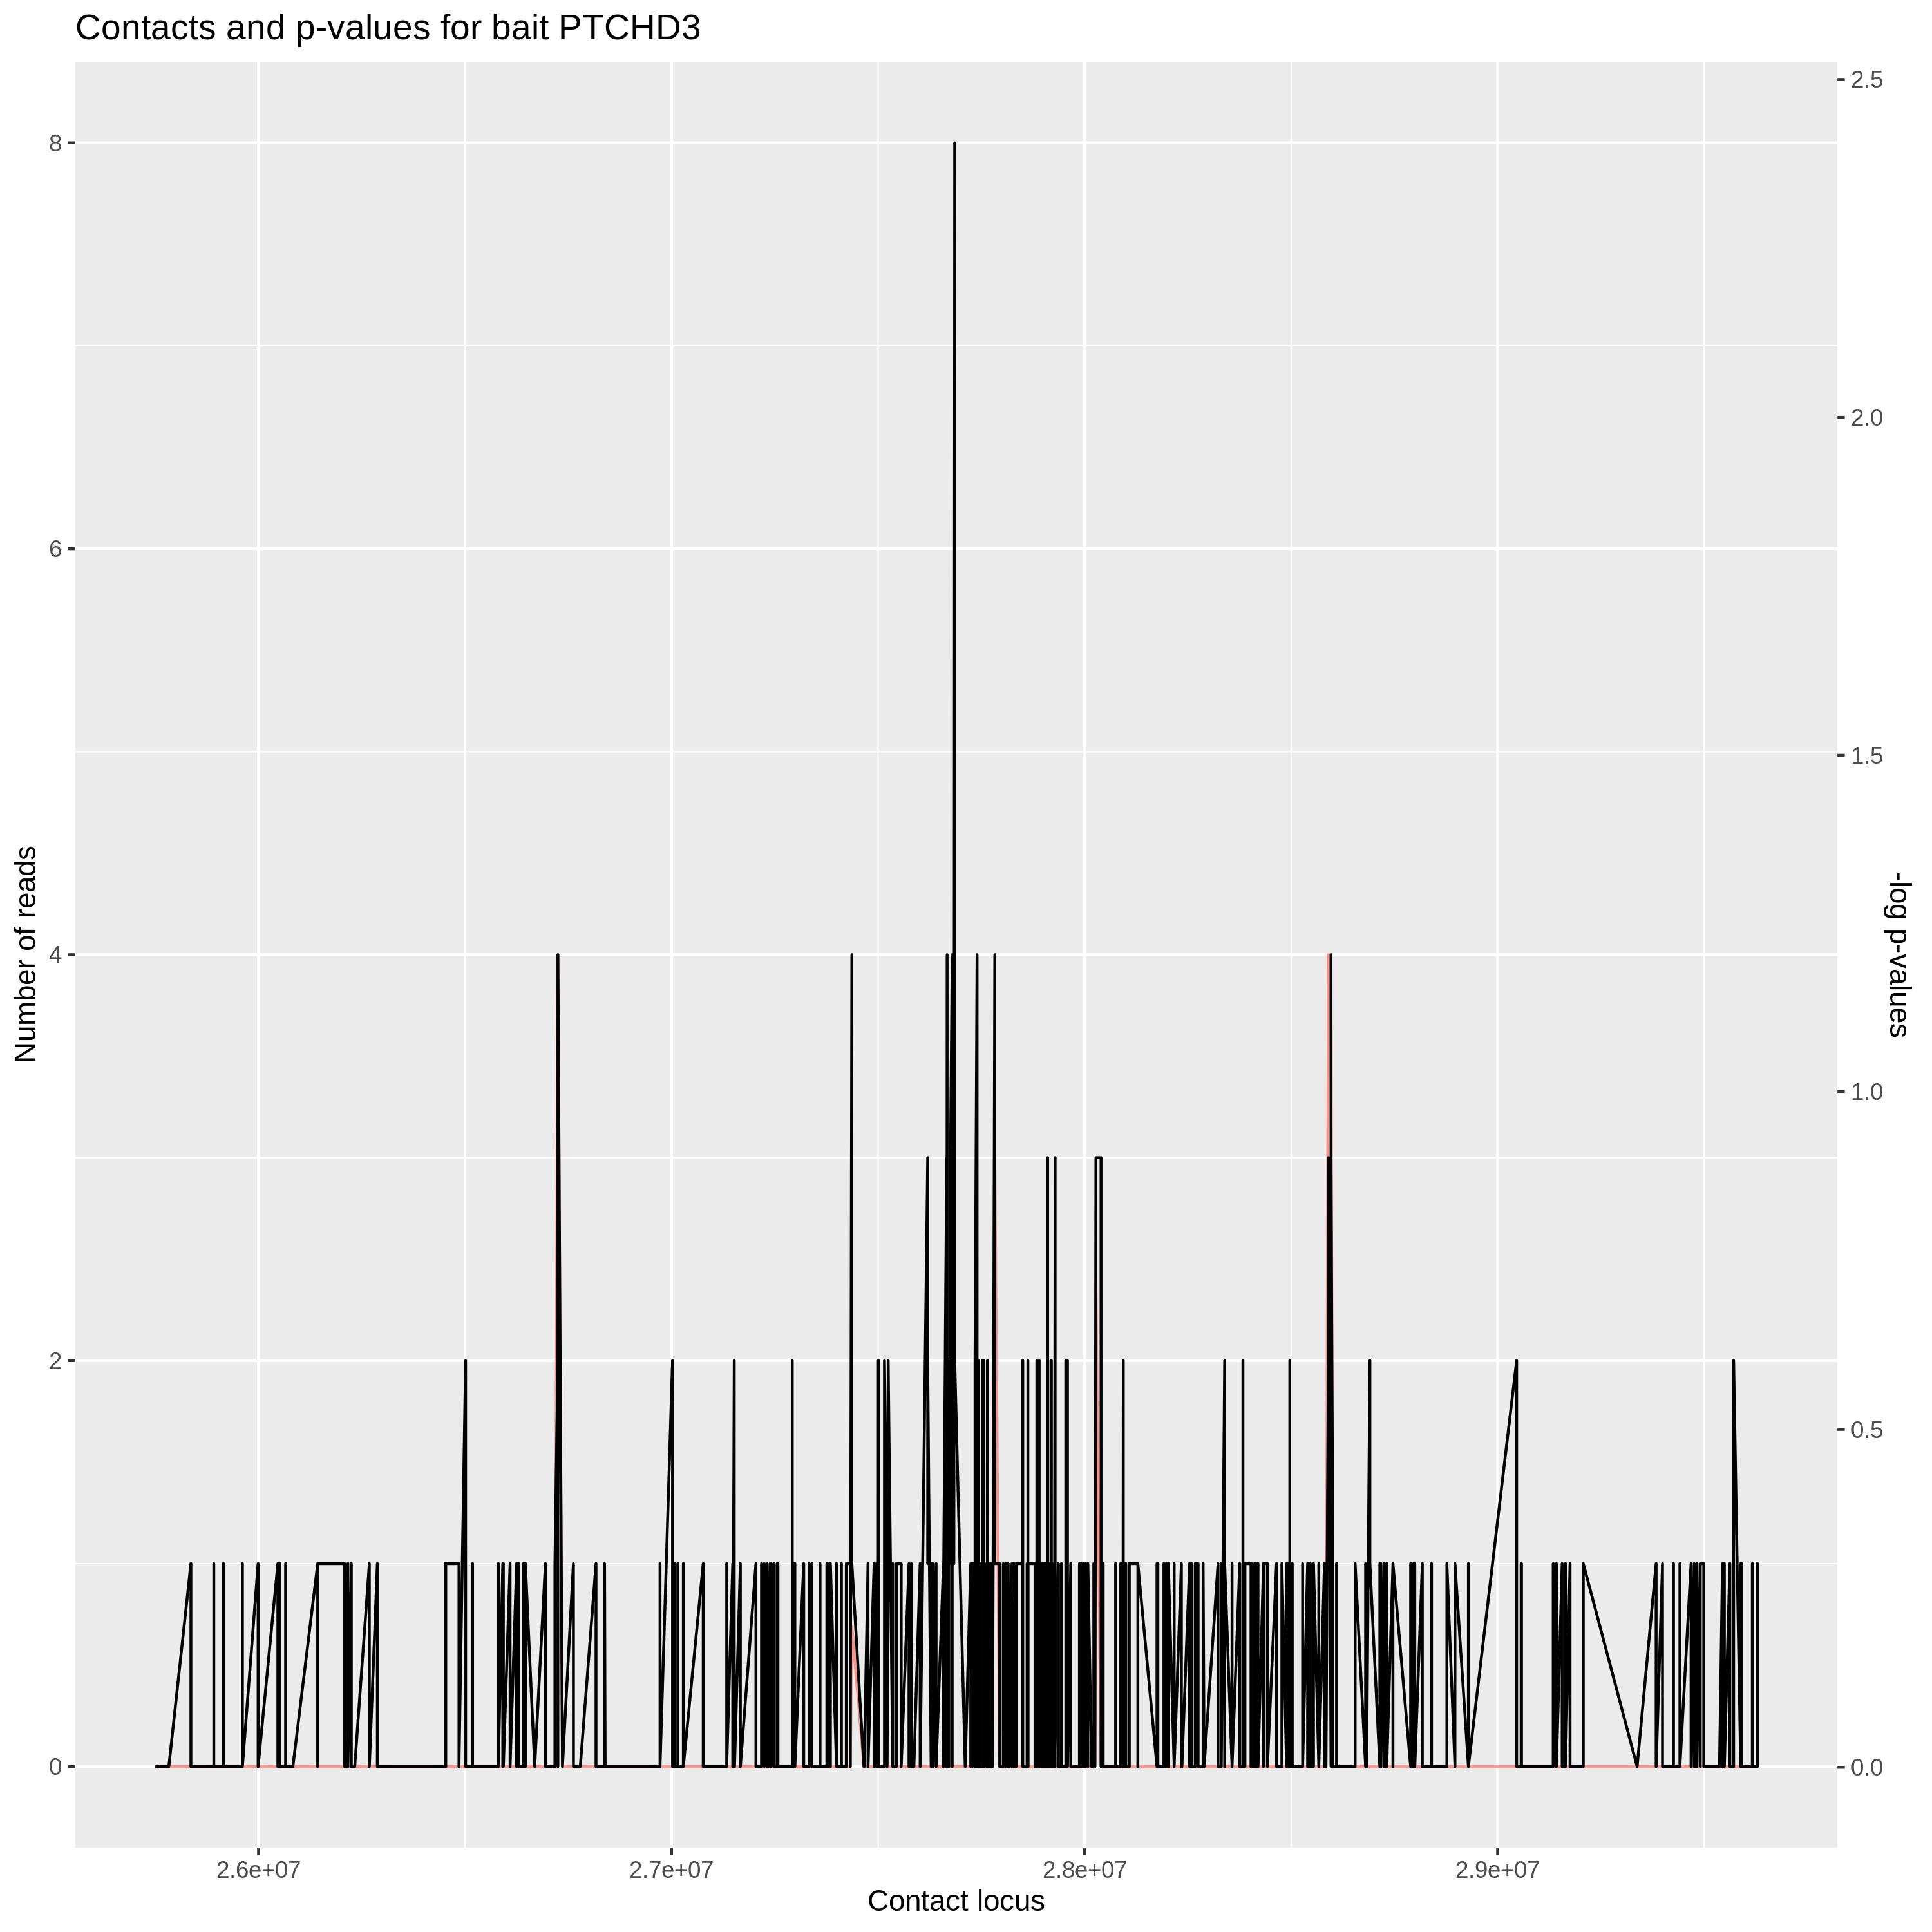 Contacts and p-values for bait PTCHD3
Number of reads
8
6
4
2
0
2.5
2.0
1.5
1.0
0.5
0.0
-log p-values
2.6e+07
2.7e+07
2.8e+07
2.9e+07
Contact locus